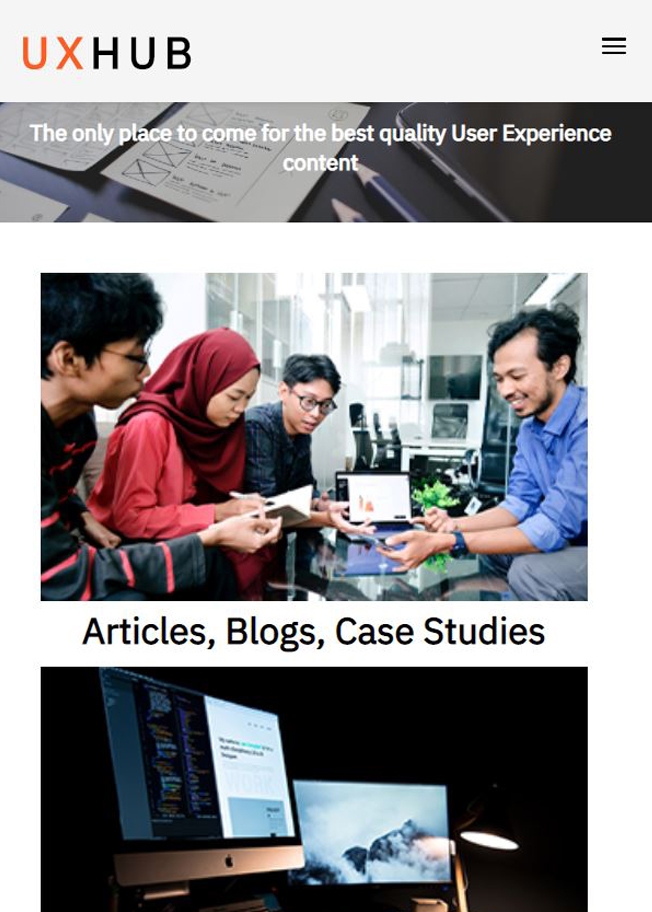 UXHUB
The only place to come for the best quality User Experience
content
Articles, Blogs, Case Studies